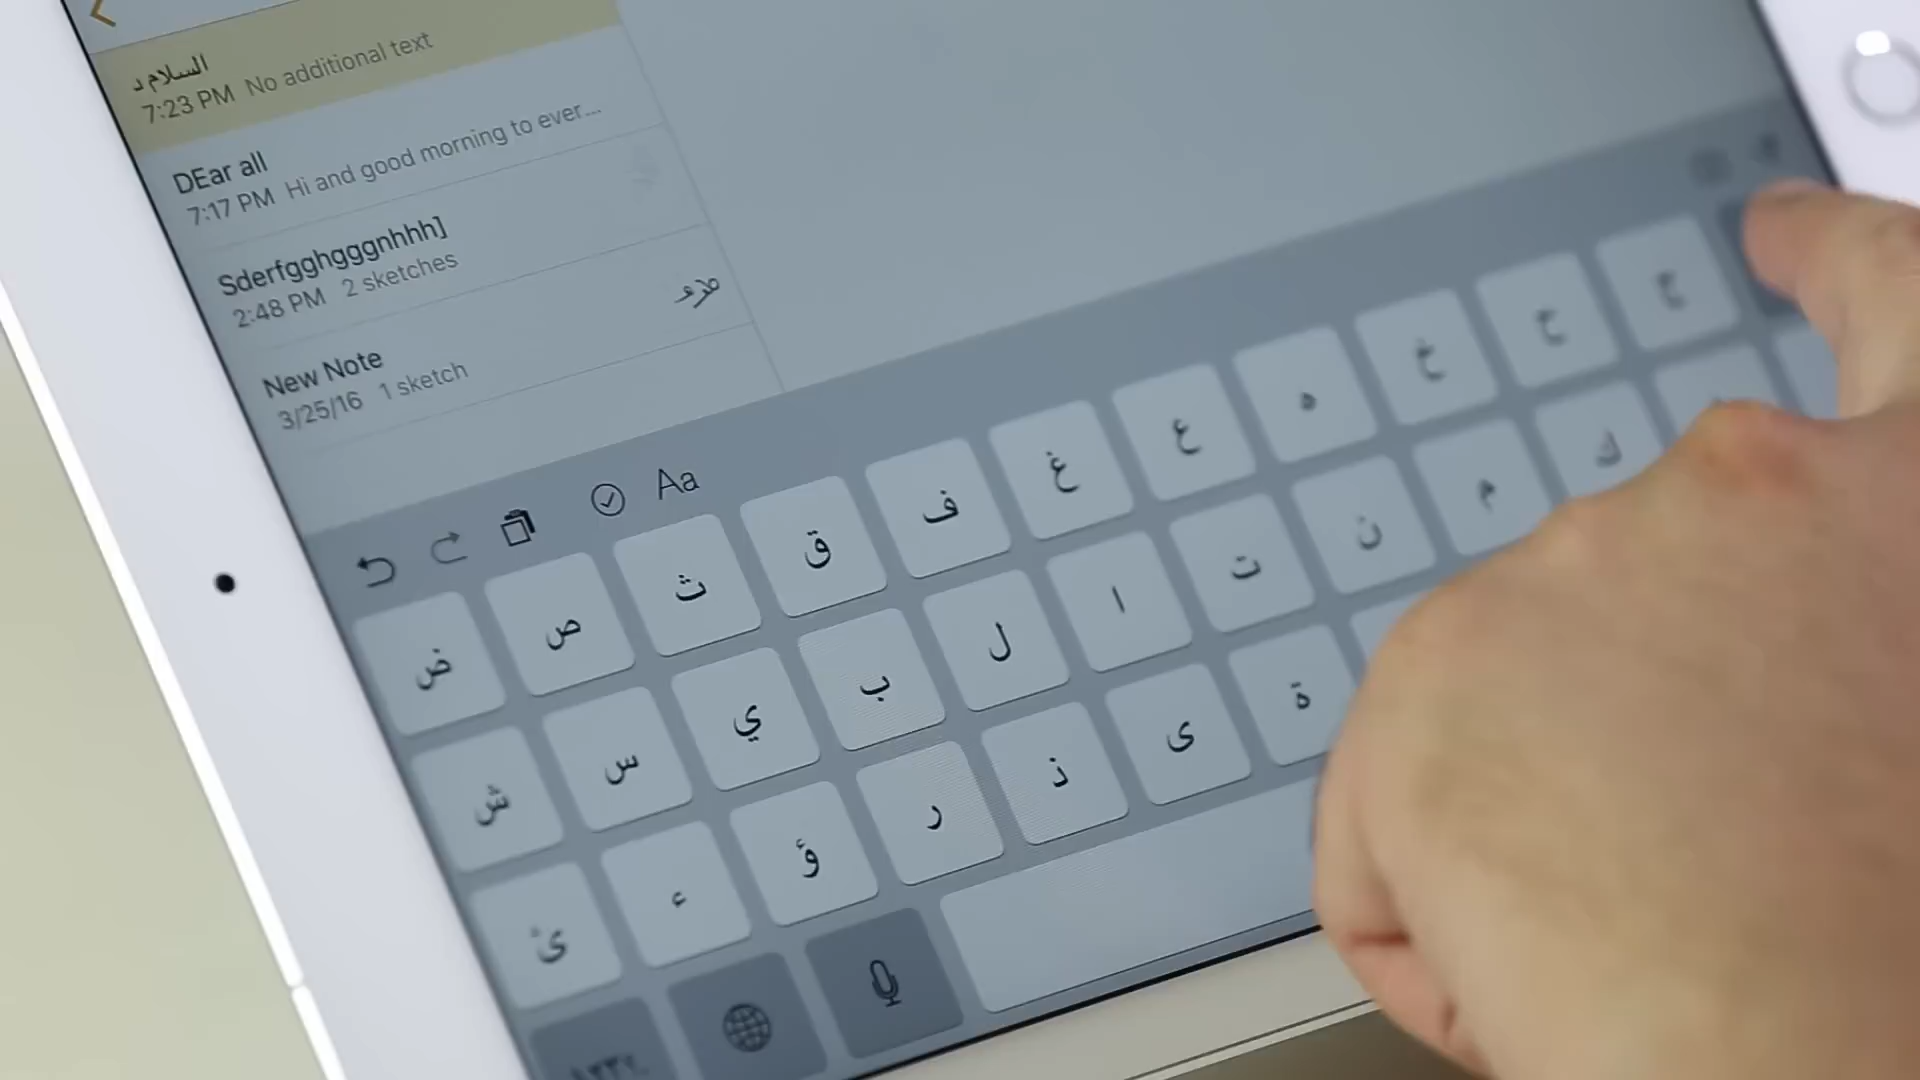 السلام د
7:23 PM No additional text
DEar all
7:17 PM Hi and good morning to ever...
Sderfgghgggnhhh]
2:48 PM 2 sketches
New Note
3/25/16 1 sketch
Aa
ض ص ث ق ف غ ع ه خ ح ج
ش س ي ب ل ا ت ن م ك
ئ ء ؤ ر ذ ى ة